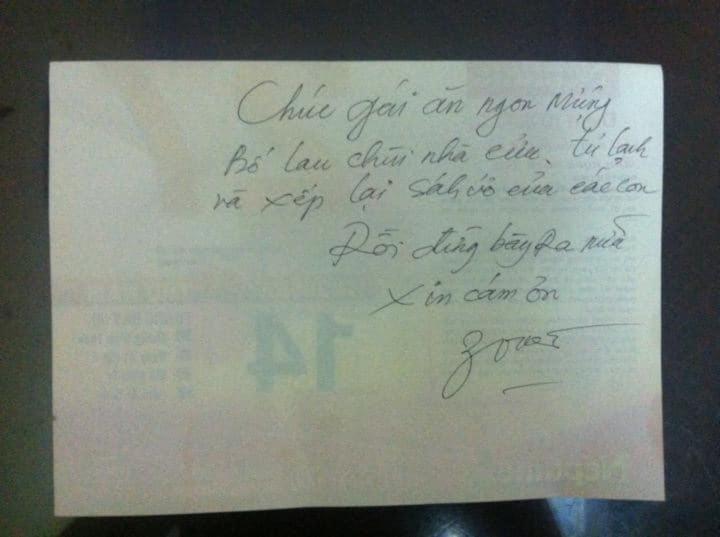 Chúc gái ăn ngon miệng
Bố lau chùi nhà cửa, tủ lạnh
và xếp lại sách vở của các con
Rồi đừng bày ra nữa
Xin cám ơn
14